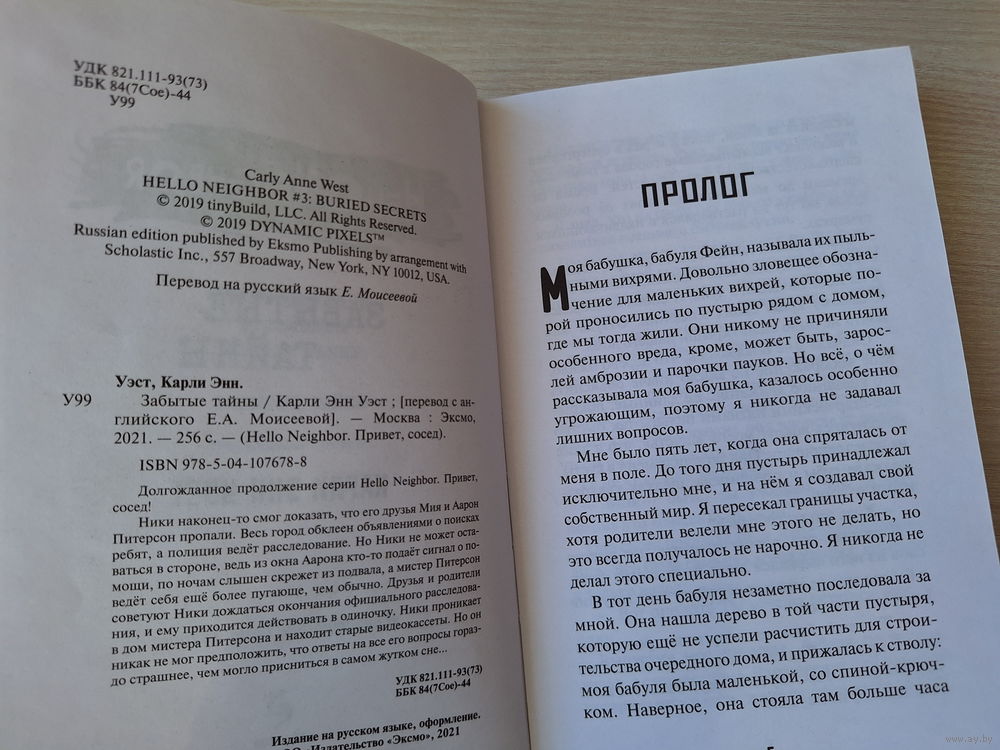 УДК 821.111-93(73)
ББК 84(7Сое)-44
У99
Carly Anne West
HELLO NEIGHBOR #3: BURIED SECRETS
© 2019 tinyBuild, LLC. All Rights Reserved.
© 2019 DYNAMIC PIXELS™
Russian edition published by Eksmo Publishing by arrangement with
Scholastic Inc., 557 Broadway, New York, NY 10012, USA.
Перевод на русский язык Е. Моисеевой
Уэст, Карли Энн.
У99 Забытые тайны / Карли Энн Уэст ; [перевод с ан-
глийского Е.А. Моисеевой]. — Москва : Эксмо,
2021. — 256 с. — (Hello Neighbor. Привет, сосед).
ISBN 978-5-04-107678-8
Долгожданное продолжение серии Hello Neighbor. Привет,
сосед!
Ники наконец-то смог доказать, что его друзья Мия и Аарон
Питерсон пропали. Весь город обклеен объявлениями о поисках
ребят, а полиция ведёт расследование. Но Ники не может оста-
ваться в стороне, ведь из окна Аарона кто-то подаёт сигнал о по-
мощи, по ночам слышен скрежет из подвала, а мистер Питерсон
ведёт себя ещё более пугающе, чем обычно. Друзья и родители
советуют Ники дождаться окончания официального расследова-
ния, и ему приходится действовать в одиночку. Ники проникает
в дом мистера Питерсона и находит старые видеокассеты. Но он
никак не мог предположить, что ответы на все его вопросы гораз-
до страшнее, чем могло присниться в самом жутком сне...
УДК 821.111-93(73)
ББК 84(7Сое)-44
Издание на русском языке, оформление.
ООО «Издательство «Эксмо», 2021
ПРОЛОГ
Моя бабушка, бабуля Фейн, называла их пыль-
ными вихрями. Довольно зловещее обозна-
чение для маленьких вихрей, которые по-
рой проносились по пустырю рядом с домом,
где мы тогда жили. Они никому не причиняли
особенного вреда, кроме, может быть, зарос-
лей амброзии и парочки пауков. Но всё, о чём
рассказывала моя бабушка, казалось особенно
угрожающим, поэтому я никогда не задавал
лишних вопросов.
Мне было пять лет, когда она спряталась от
меня в поле. До того дня пустырь принадлежал
исключительно мне, и на нём я создавал свой
собственный мир. Я пересекал границы участка,
хотя родители велели мне этого не делать, но
это всегда получалось не нарочно. Я никогда не
делал этого специально.
В тот день бабуля незаметно последовала за
мной. Она нашла дерево в той части пустыря,
которую ещё не успели расчистить для строи-
тельства очередного дома, и прижалась к стволу:
моя бабуля была маленькой, со спиной-крюч-
ком. Наверное, она стояла там больше часа
www.ay.by